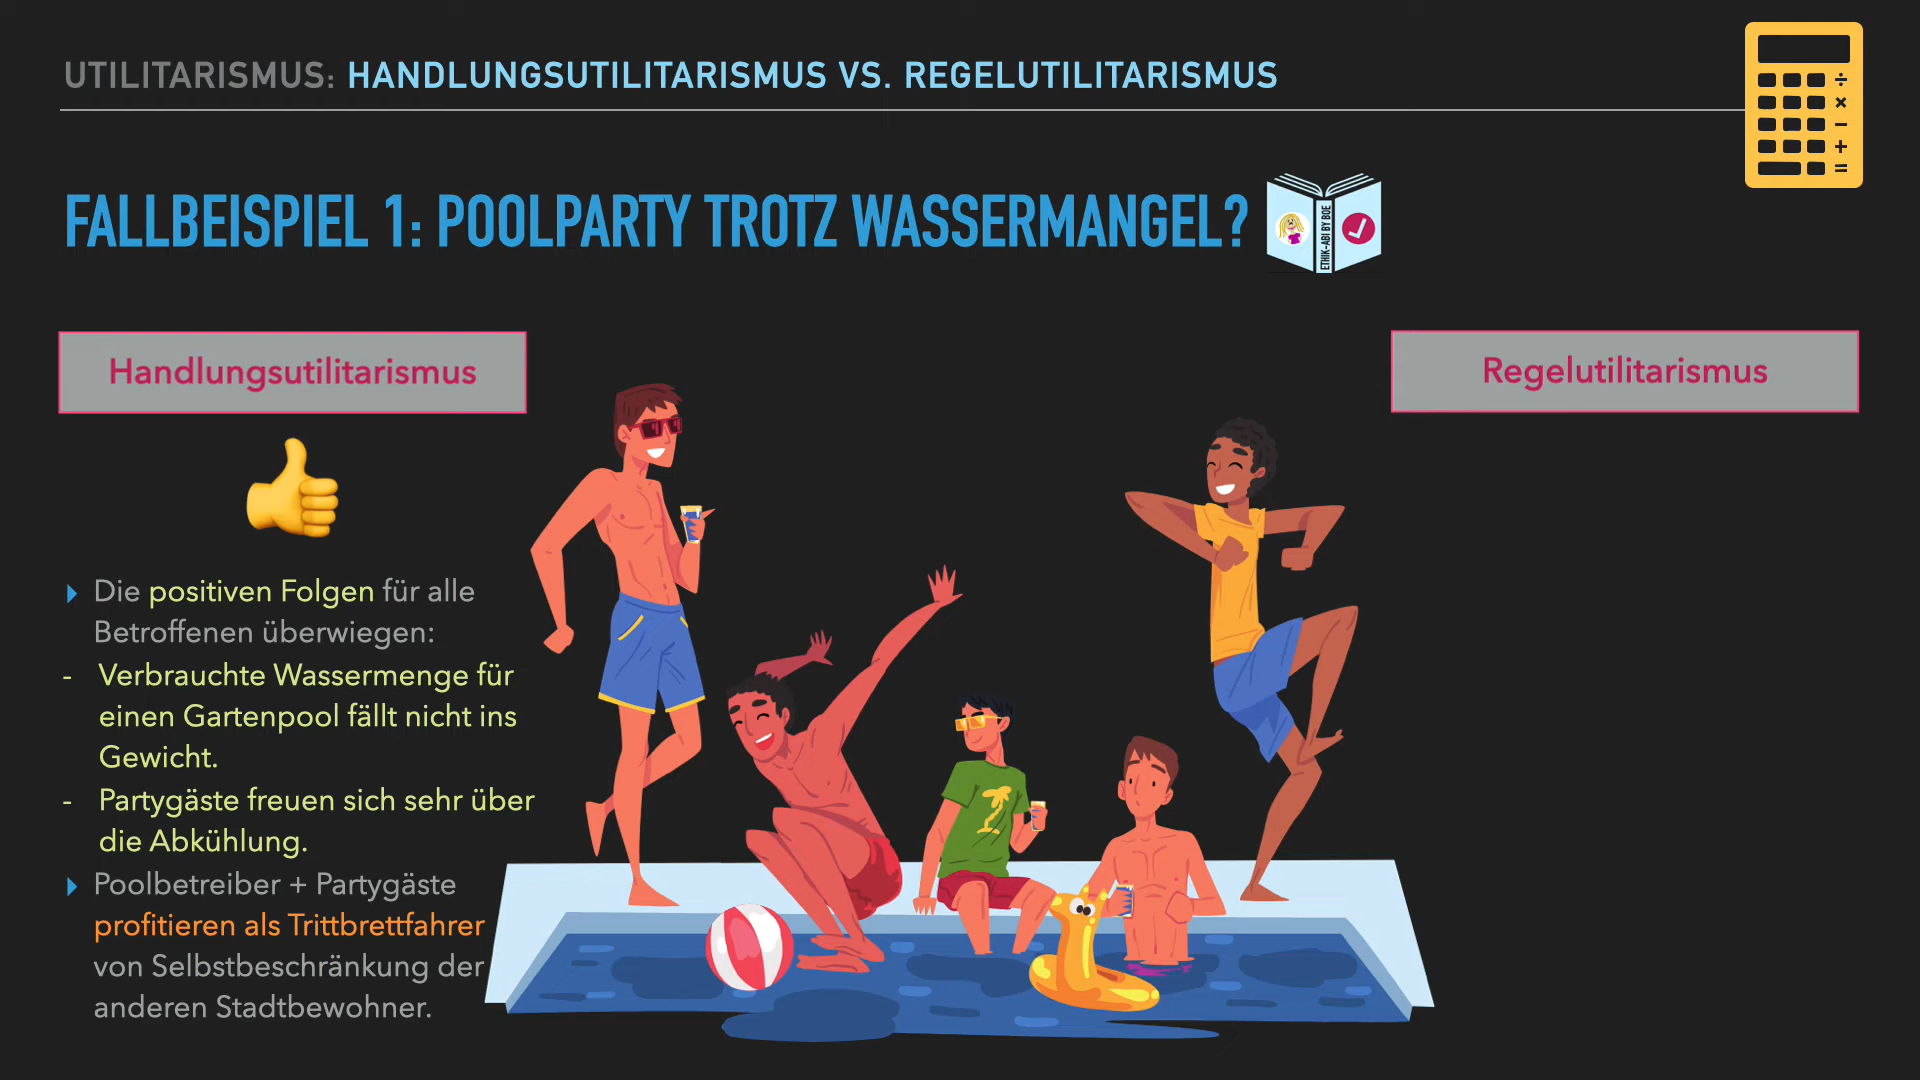 UTILITARISMUS: HANDLUNGSUTILITARISMUS VS. REGELUTILITARISMUS
FALLBEISPIEL 1: POOLPARTY TROTZ WASSERMANGEL?
ETHIK-ABI BY BOE
Handlungsutilitarismus
Die positiven Folgen für alle
Betroffenen überwiegen:
- Verbrauchte Wassermenge für
einen Gartenpool fällt nicht ins
Gewicht.
- Partygäste freuen sich sehr über
die Abkühlung.
Poolbetreiber + Partygäste
profitieren als Trittbrettfahrer
von Selbstbeschränkung der
anderen Stadtbewohner.
Regelutilitarismus